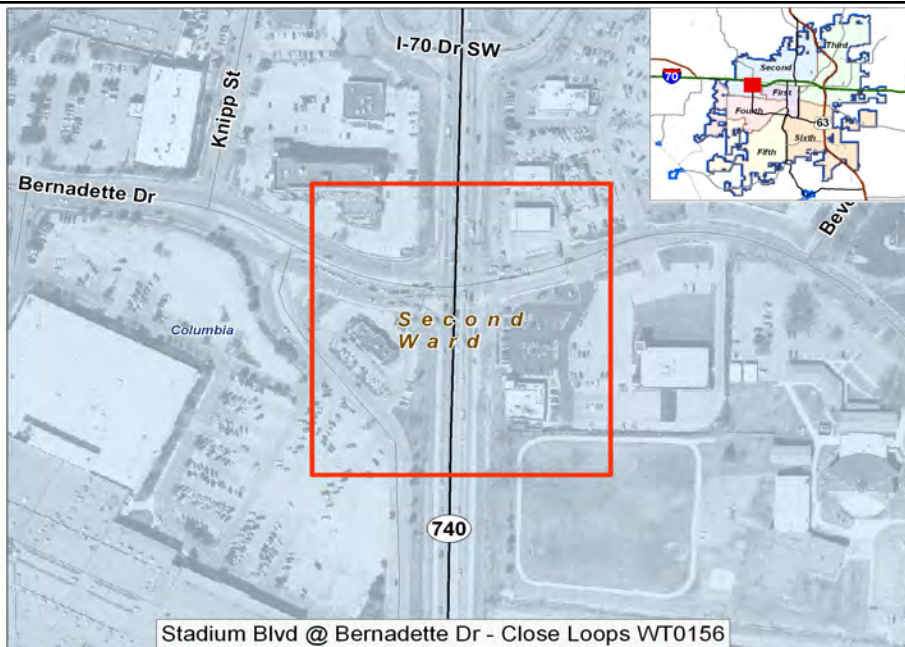 I-70 Dr SW
Knipp St
Bernadette Dr
Columbia
Second
Ward
740
Stadium Blvd @ Bernadette Dr - Close Loops WT0156
Third
Second
70
First
Fourth
63
Sixth
Fifth